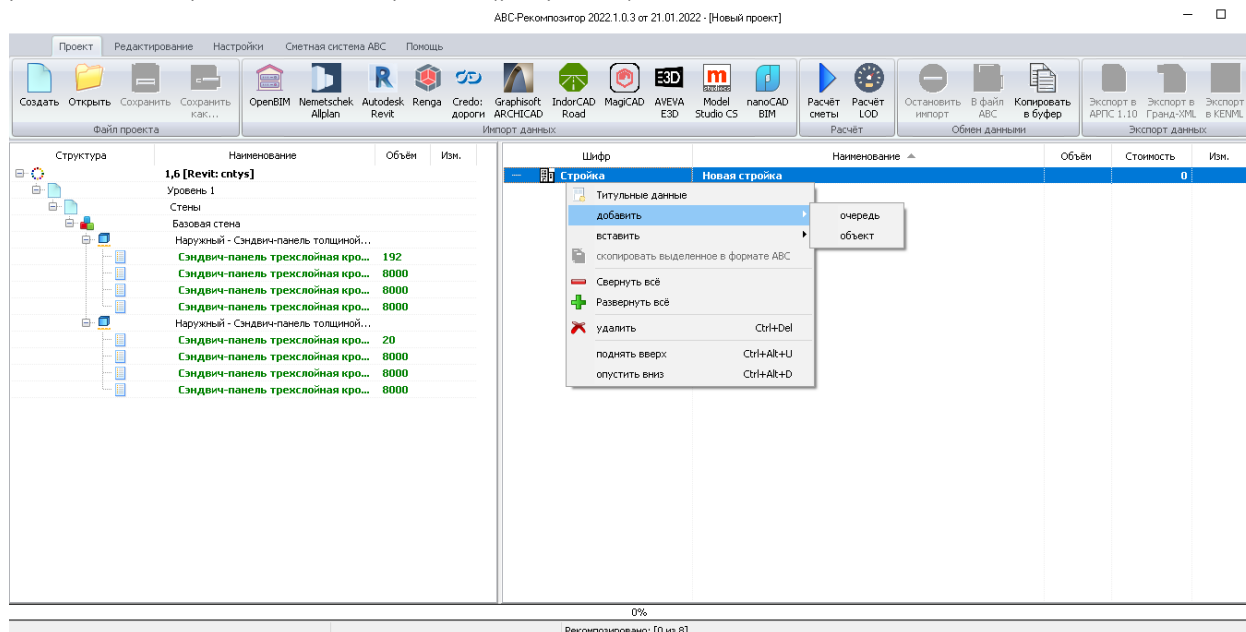 АВС-Рекомпозитор 2022.1.0.3 от 21.01.2022 - [Новый проект]
Проект Редактирование Настройки Сметная система АВС Помощь
Создать Открыть Сохранить Сохранить как... OpenBIM Nemetschek Allplan Autodesk Revit Renga Credo: дороги Graphisoft ARCHICAD IndorCAD Road MagiCAD AVEVA E3D Model Studio CS nanoCAD BIM Расчёт сметы Расчёт LOD Остановить импорт В файл ABC Копировать в буфер Экспорт в АРПС 1.10 Экспорт в Гранд-XML Экспорт в KENML
Файл проекта Импорт данных Расчёт Обмен данными Экспорт данных
Структура Наименование Объём Изм.
1,6 [Revit: cntys]
Уровень 1
Стены
Базовая стена
Наружный - Сэндвич-панель толщиной...
Сэндвич-панель трехслойная кро... 192
Сэндвич-панель трехслойная кро... 8000
Сэндвич-панель трехслойная кро... 8000
Сэндвич-панель трехслойная кро... 8000
Наружный - Сэндвич-панель толщиной...
Сэндвич-панель трехслойная кро... 20
Сэндвич-панель трехслойная кро... 8000
Сэндвич-панель трехслойная кро... 8000
Сэндвич-панель трехслойная кро... 8000
Шифр Наименование Объём Стоимость Изм.
Стройка Новая стройка 0
Титульные данные
добавить
вставить
скопировать выделенное в формате АВС
Свернуть всё
Развернуть всё
удалить Ctrl+Del
поднять вверх Ctrl+Alt+U
опустить вниз Ctrl+Alt+D
очередь
объект
0%
Рекомпозировано: [0 из 8]